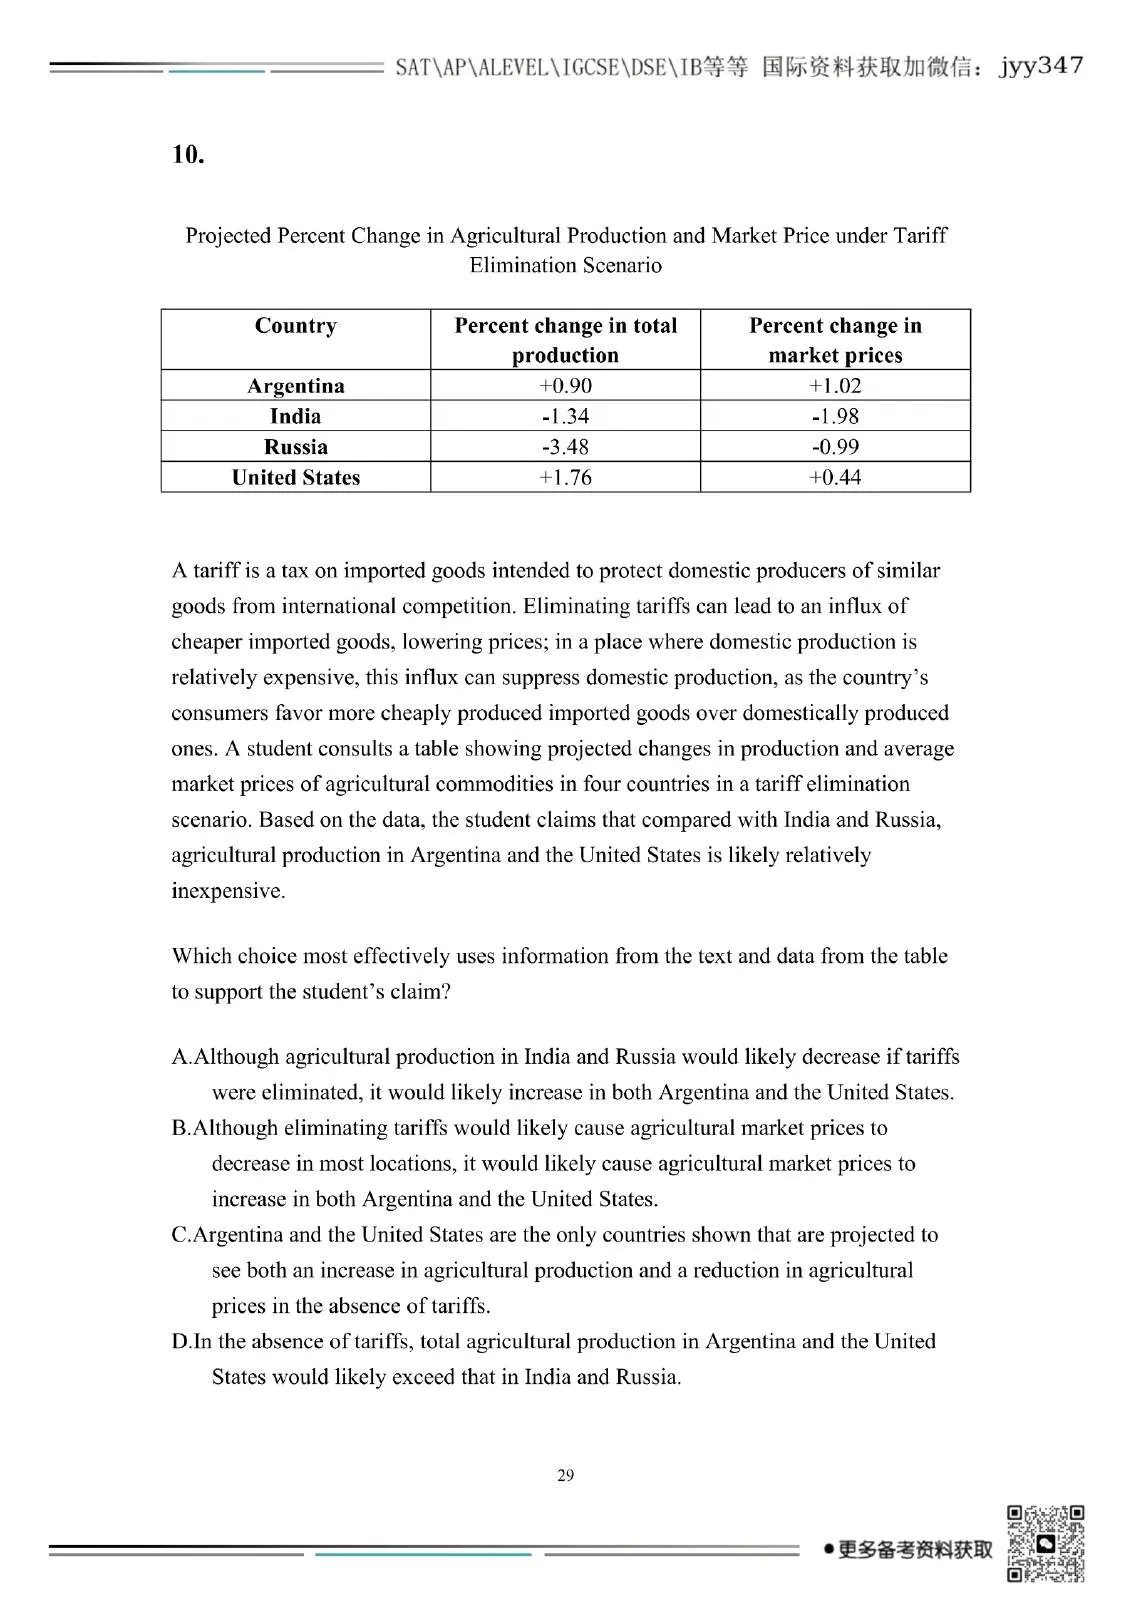 SAT\AP\ALEVEL\IGCSE\DSE\IB等等 国际资料获取加微信: jyy347
10.
Projected Percent Change in Agricultural Production and Market Price under Tariff
Elimination Scenario
Country Percent change in total production Percent change in market prices
Argentina +0.90 +1.02
India -1.34 -1.98
Russia -3.48 -0.99
United States +1.76 +0.44
A tariff is a tax on imported goods intended to protect domestic producers of similar
goods from international competition. Eliminating tariffs can lead to an influx of
cheaper imported goods, lowering prices; in a place where domestic production is
relatively expensive, this influx can suppress domestic production, as the country's
consumers favor more cheaply produced imported goods over domestically produced
ones. A student consults a table showing projected changes in production and average
market prices of agricultural commodities in four countries in a tariff elimination
scenario. Based on the data, the student claims that compared with India and Russia,
agricultural production in Argentina and the United States is likely relatively
inexpensive.
Which choice most effectively uses information from the text and data from the table
to support the student's claim?
A.Although agricultural production in India and Russia would likely decrease if tariffs
were eliminated, it would likely increase in both Argentina and the United States.
B.Although eliminating tariffs would likely cause agricultural market prices to
decrease in most locations, it would likely cause agricultural market prices to
increase in both Argentina and the United States.
C.Argentina and the United States are the only countries shown that are projected to
see both an increase in agricultural production and a reduction in agricultural
prices in the absence of tariffs.
D.In the absence of tariffs, total agricultural production in Argentina and the United
States would likely exceed that in India and Russia.
29
●更多备考资料获取